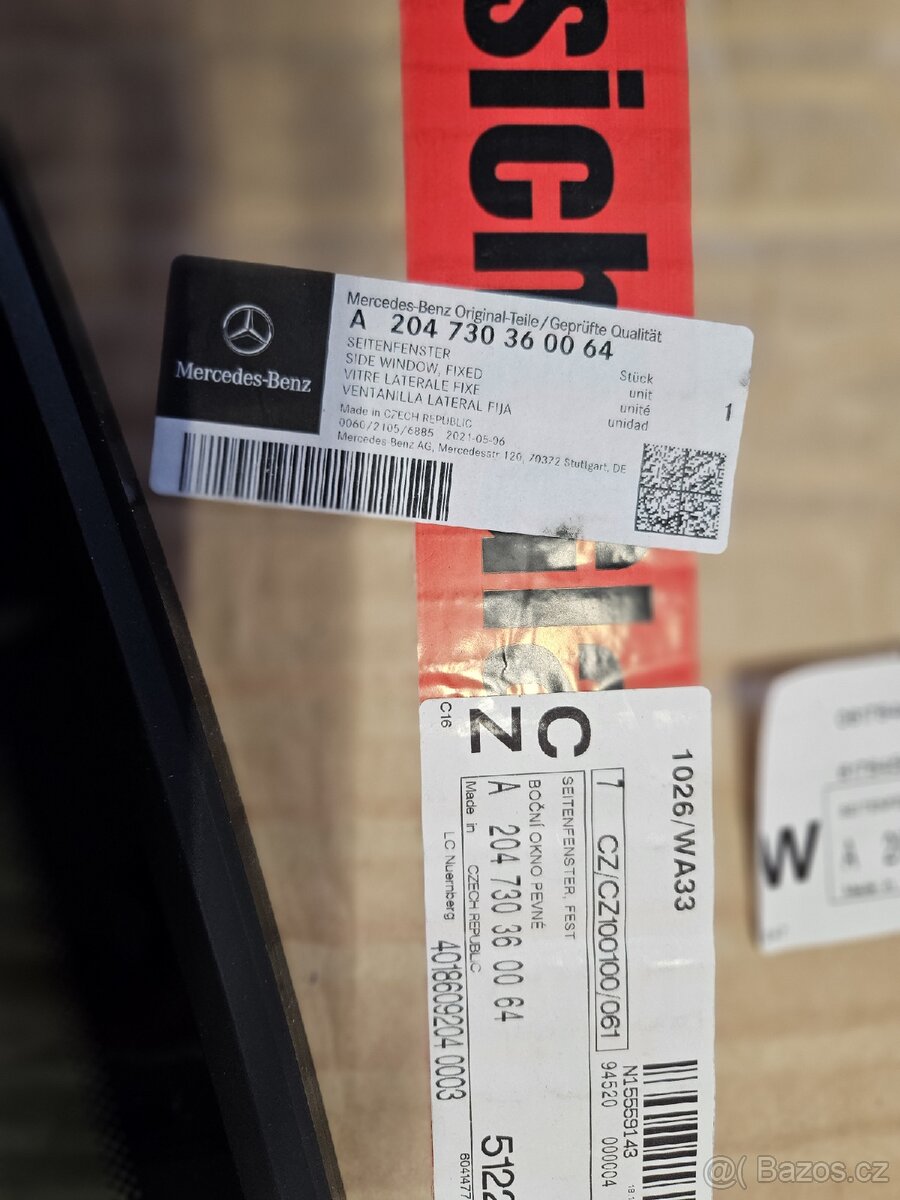 sich
Mercedes-Benz
Mercedes-Benz Original-Teile/Geprüfte Qualität
A 204 730 36 00 64
SEITENFENSTER
SIDE WINDOW, FIXED
VITRE LATERALE FIXE
VENTANILLA LATERAL FIJA
Stück
unit
unité
unidad
1
Made in CZECH REPUBLIC
0060/2105/6885 2021-05-06
Mercedes-Benz AG, Mercedesstr 120, 70372 Stuttgart, DE
1026/WA33
C
Z
C16
7 CZ/CZ100100/061
94520 000004
N15559143
SEITENFENSTER, FEST
BOČNÍ OKNO PEVNÉ
A 204 730 36 00 64
Made in CZECH REPUBLIC
LC Nuernberg 4018609204 0003
5122
6041477
W
A 2
@( Bazos.cz